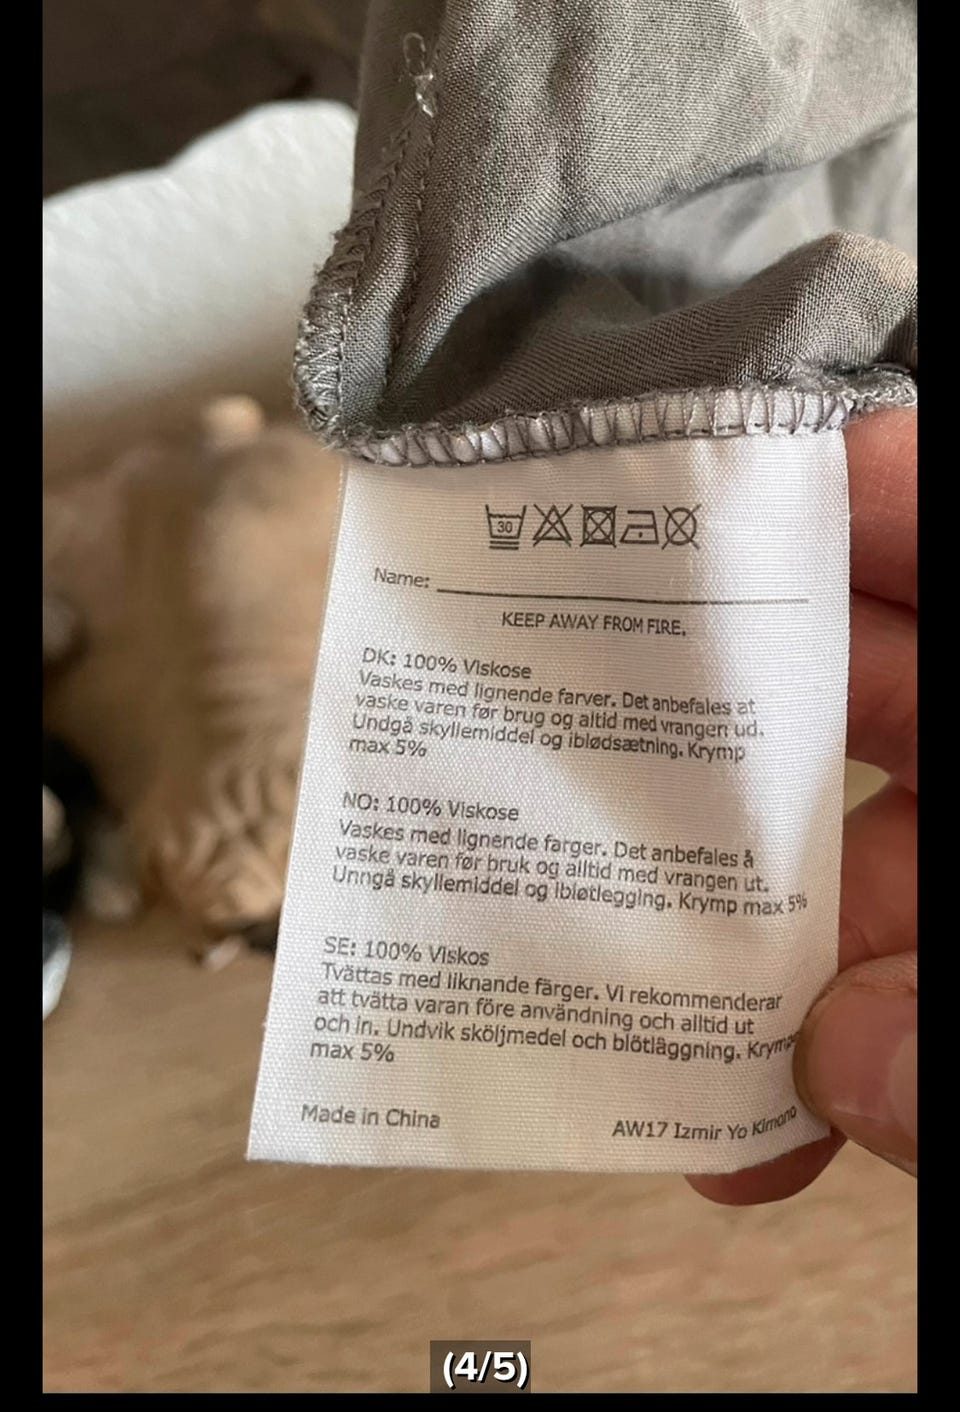 30
Name:
KEEP AWAY FROM FIRE.
DK: 100% Viskose
Vaskes med lignende farver. Det anbefales at
vaske varen før brug og altid med vrangen ud.
Undgå skyllemiddel og iblødsætning. Krymp
max 5%
NO: 100% Viskose
Vaskes med lignende farger. Det anbefales å
vaske varen før bruk og alltid med vrangen ut.
Unngå skyllemiddel og ibløtlegging. Krymp max 5%
SE: 100% Viskos
Tvättas med liknande färger. Vi rekommenderar
att tvätta varan före användning och alltid ut
och in. Undvik sköljmedel och blötläggning. Krymp
max 5%
Made in China
AW17 Izmir Yo Kimono
(4/5)